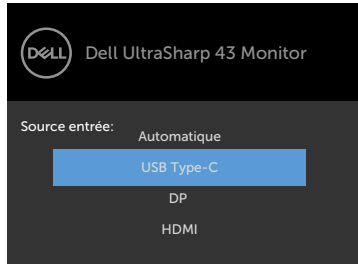 DELL Dell UltraSharp 43 Monitor
Source entrée:
Automatique
USB Type-C
DP
HDMI